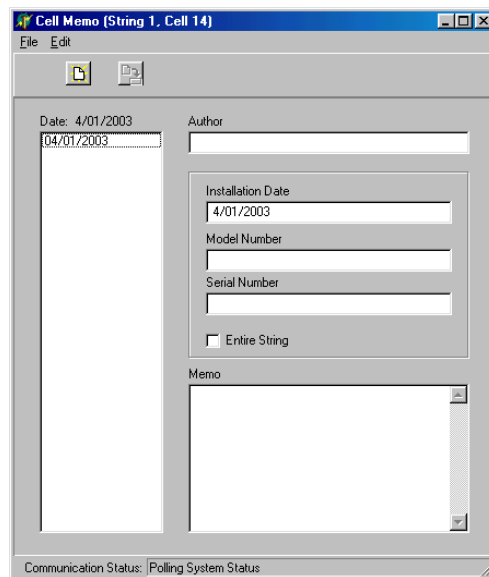 Cell Memo (String 1, Cell 14)
File Edit
Date: 4/01/2003
04/01/2003
Author
Installation Date
4/01/2003
Model Number
Serial Number
Entire String
Memo
Communication Status: Polling System Status